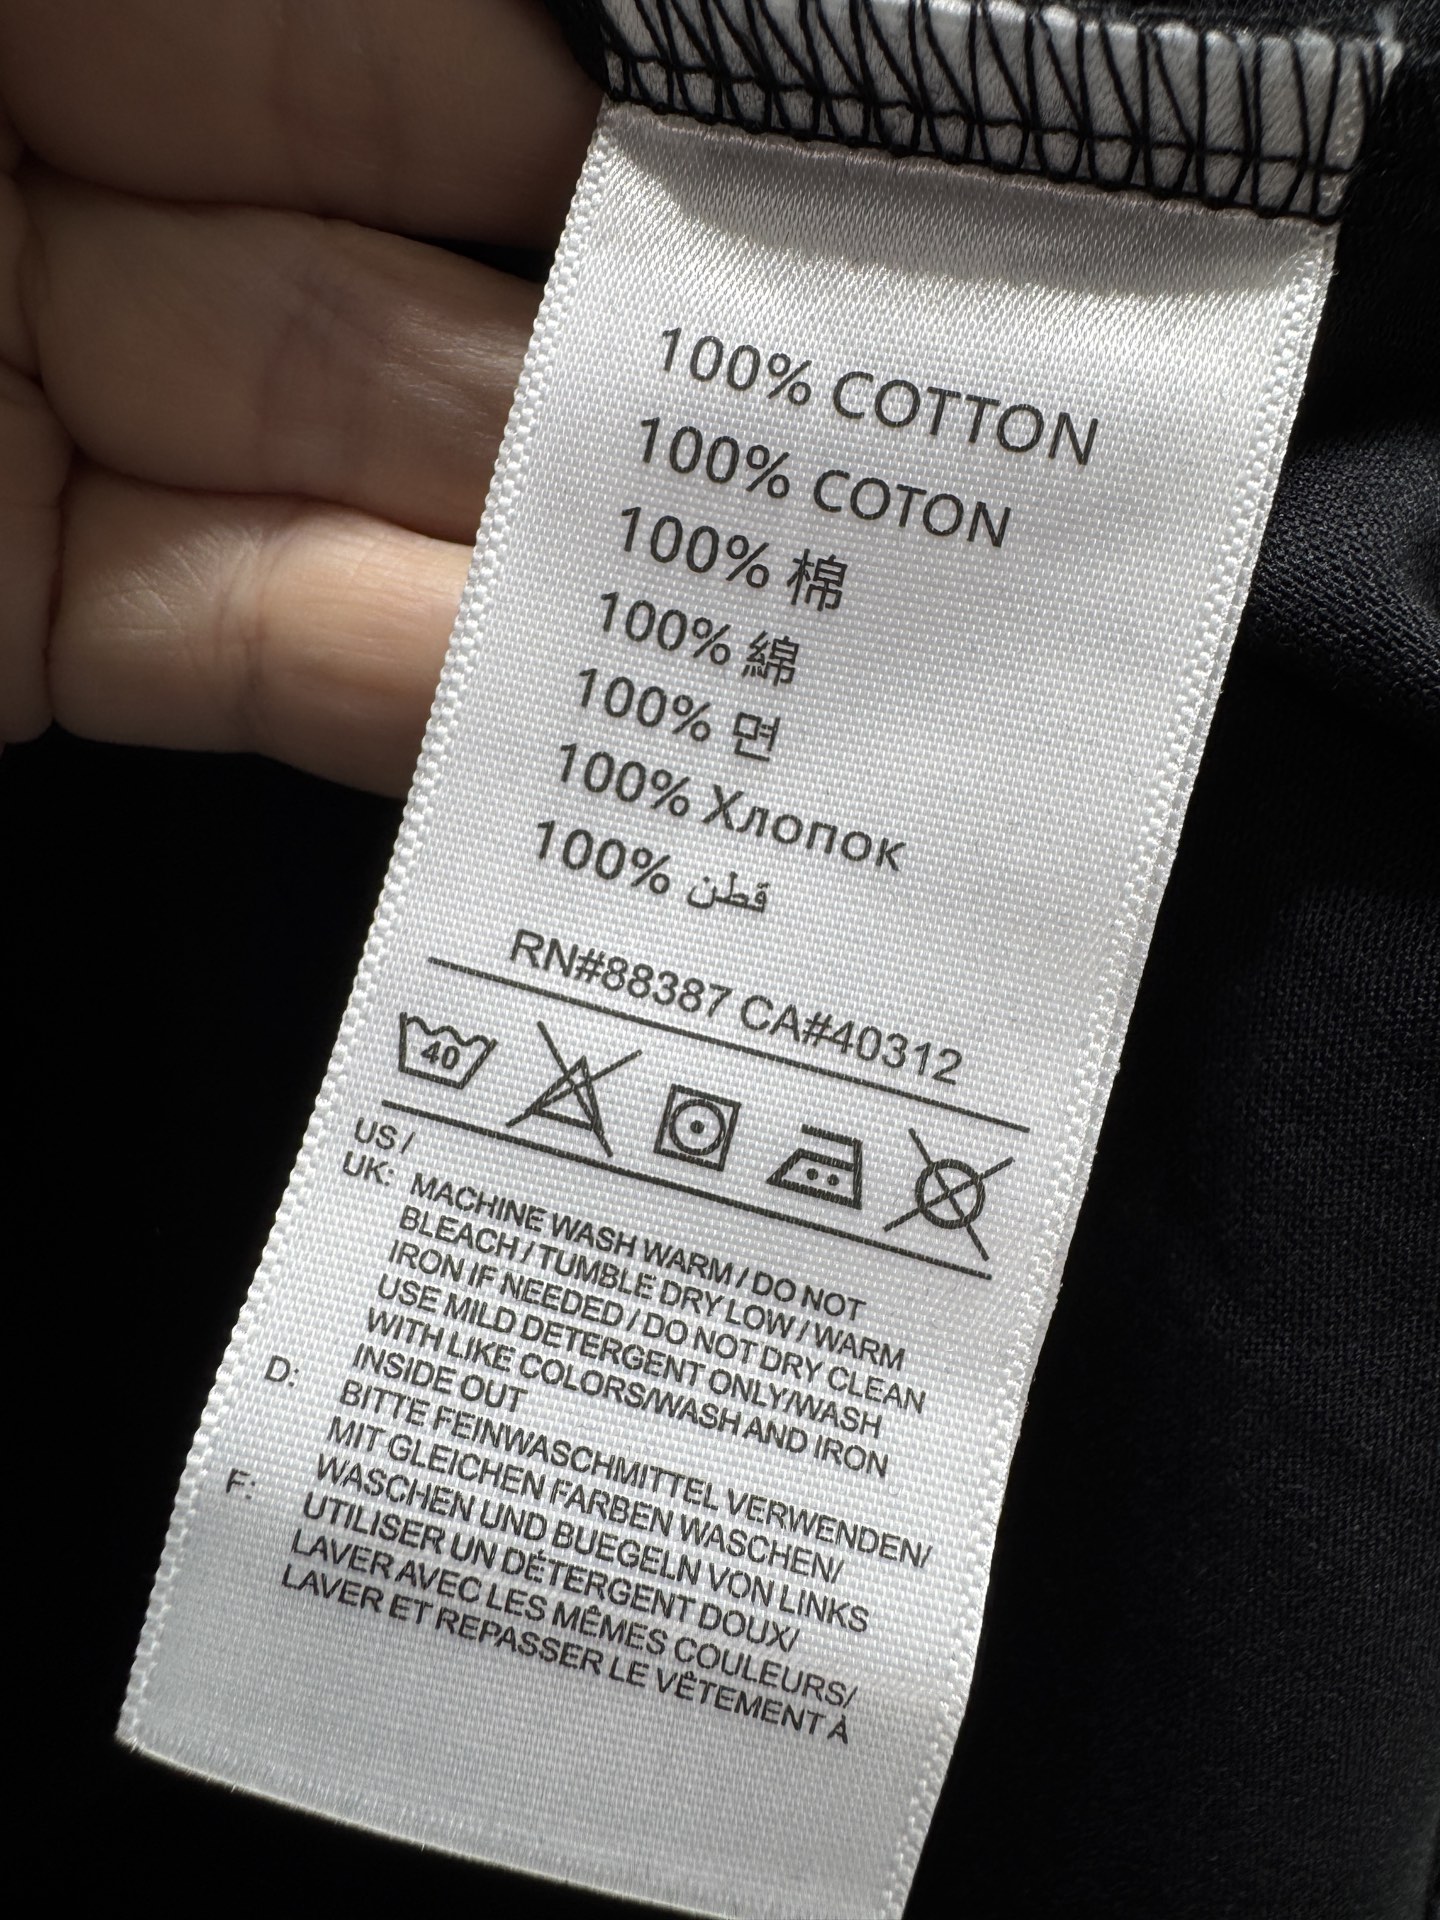 100% COTTON
100% COTON
100% 棉
100% 綿
100% 면
100% Хлопок
100% قطن
RN#88387 CA#40312
40
US /
UK: MACHINE WASH WARM / DO NOT
BLEACH / TUMBLE DRY LOW / WARM
IRON IF NEEDED / DO NOT DRY CLEAN
USE MILD DETERGENT ONLY/WASH
WITH LIKE COLORS/WASH AND IRON
INSIDE OUT
D: BITTE FEINWASCHMITTEL VERWENDEN/
MIT GLEICHEN FARBEN WASCHEN/
WASCHEN UND BUEGELN VON LINKS
F: UTILISER UN DÉTERGENT DOUX/
LAVER AVEC LES MÊMES COULEURS/
LAVER ET REPASSER LE VÊTEMENT À